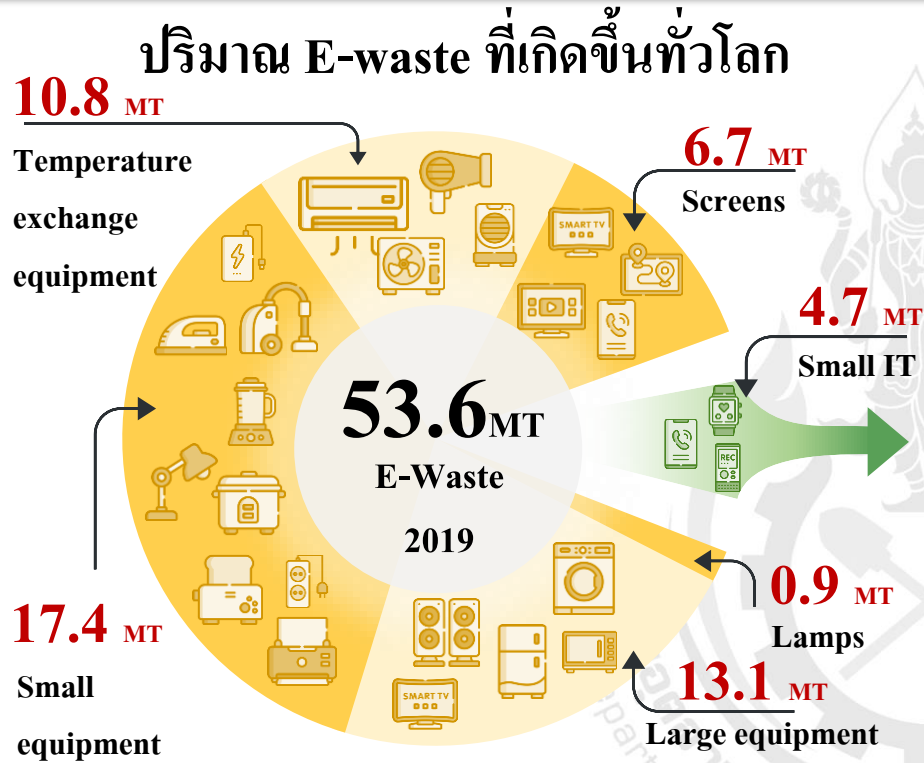 ปริมาณ E-waste ที่เกิดขึ้นทั่วโลก
10.8 MT
Temperature
exchange
equipment
6.7 MT
Screens
SMART TV
4.7 MT
Small IT
REC
53.6MT
E-Waste
2019
0.9 MT
Lamps
17.4 MT
Small
equipment
SMART TV
13.1 MT
Large equipment